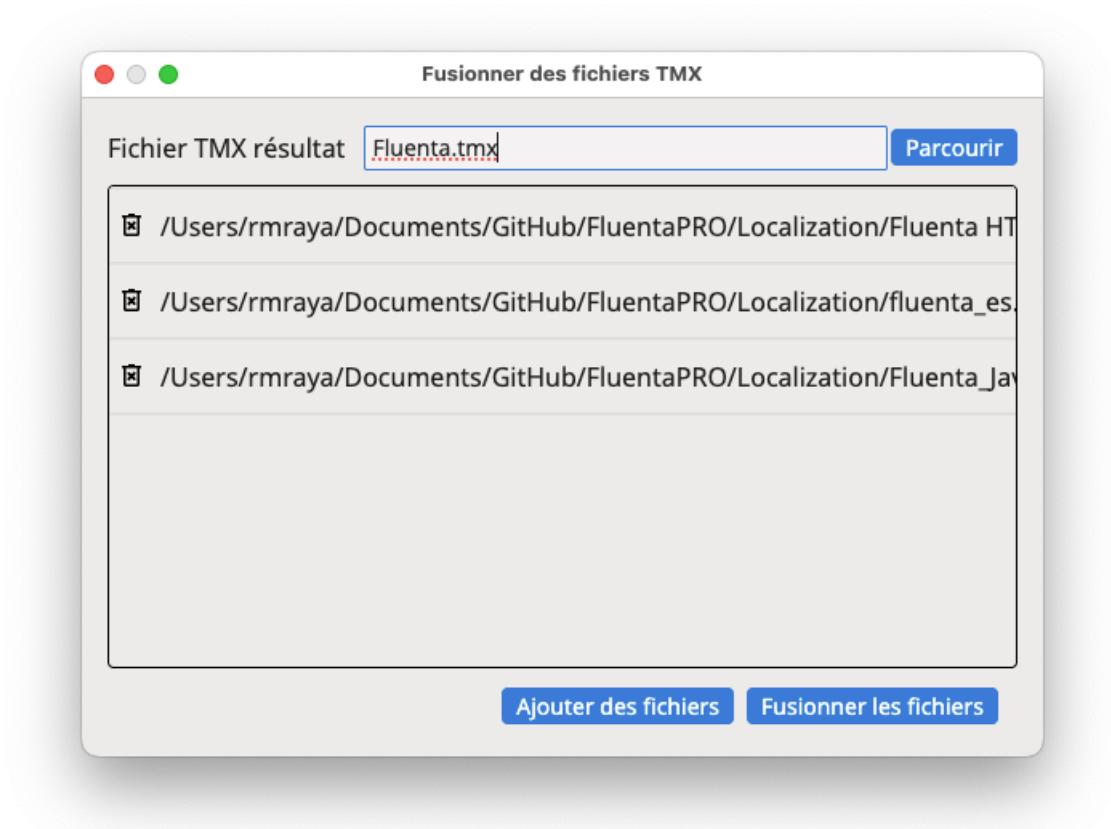 Fusionner des fichiers TMX
Fichier TMX résultat Fluenta.tmx Parcourir
/Users/rmraya/Documents/GitHub/FluentaPRO/Localization/Fluenta HT
/Users/rmraya/Documents/GitHub/FluentaPRO/Localization/fluenta_es.
/Users/rmraya/Documents/GitHub/FluentaPRO/Localization/Fluenta_Jav
Ajouter des fichiers Fusionner les fichiers